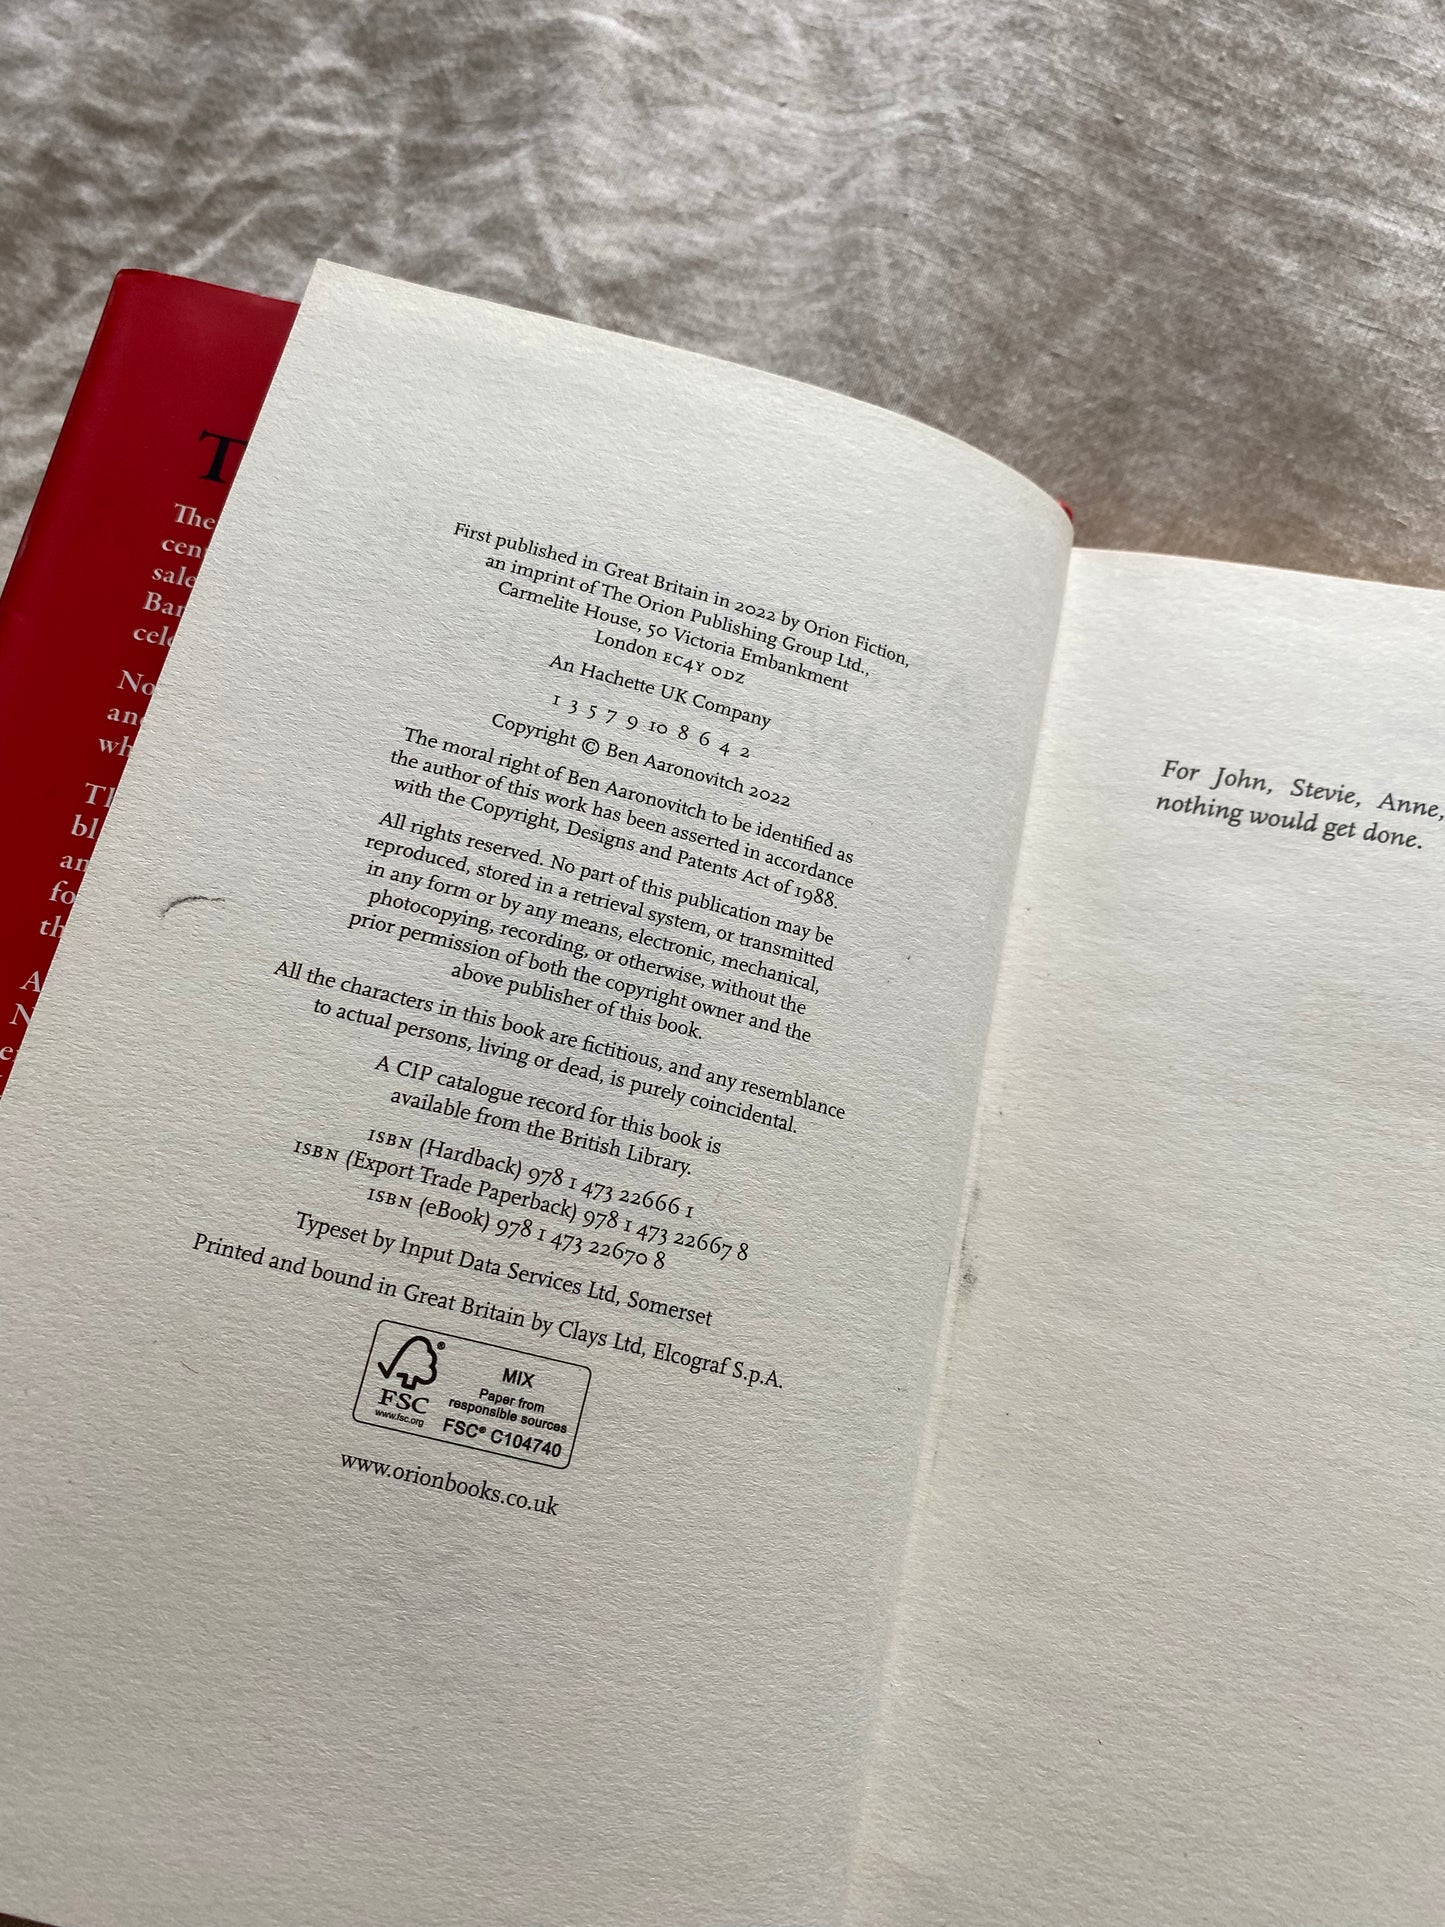 T
The
cen
sale
Bar
cele
No
and
wh
Th
bl
an
fo
th
A
N
First published in Great Britain in 2022 by Orion Fiction,
an imprint of The Orion Publishing Group Ltd.,
Carmelite House, 50 Victoria Embankment
London EC4Y 0DZ
An Hachette UK Company
1 3 5 7 9 10 8 6 4 2
Copyright © Ben Aaronovitch 2022
The moral right of Ben Aaronovitch to be identified as
the author of this work has been asserted in accordance
with the Copyright, Designs and Patents Act of 1988.
All rights reserved. No part of this publication may be
reproduced, stored in a retrieval system, or transmitted
in any form or by any means, electronic, mechanical,
photocopying, recording, or otherwise, without the
prior permission of both the copyright owner and the
above publisher of this book.
All the characters in this book are fictitious, and any resemblance
to actual persons, living or dead, is purely coincidental.
A CIP catalogue record for this book is
available from the British Library.
ISBN (Hardback) 978 1 473 22666 1
ISBN (Export Trade Paperback) 978 1 473 22667 8
ISBN (eBook) 978 1 473 22670 8
Typeset by Input Data Services Ltd, Somerset
Printed and bound in Great Britain by Clays Ltd, Elcograf S.p.A.
FSC
www.fsc.org
MIX
Paper from
responsible sources
FSC® C104740
www.orionbooks.co.uk
For John, Stevie, Anne,
nothing would get done.